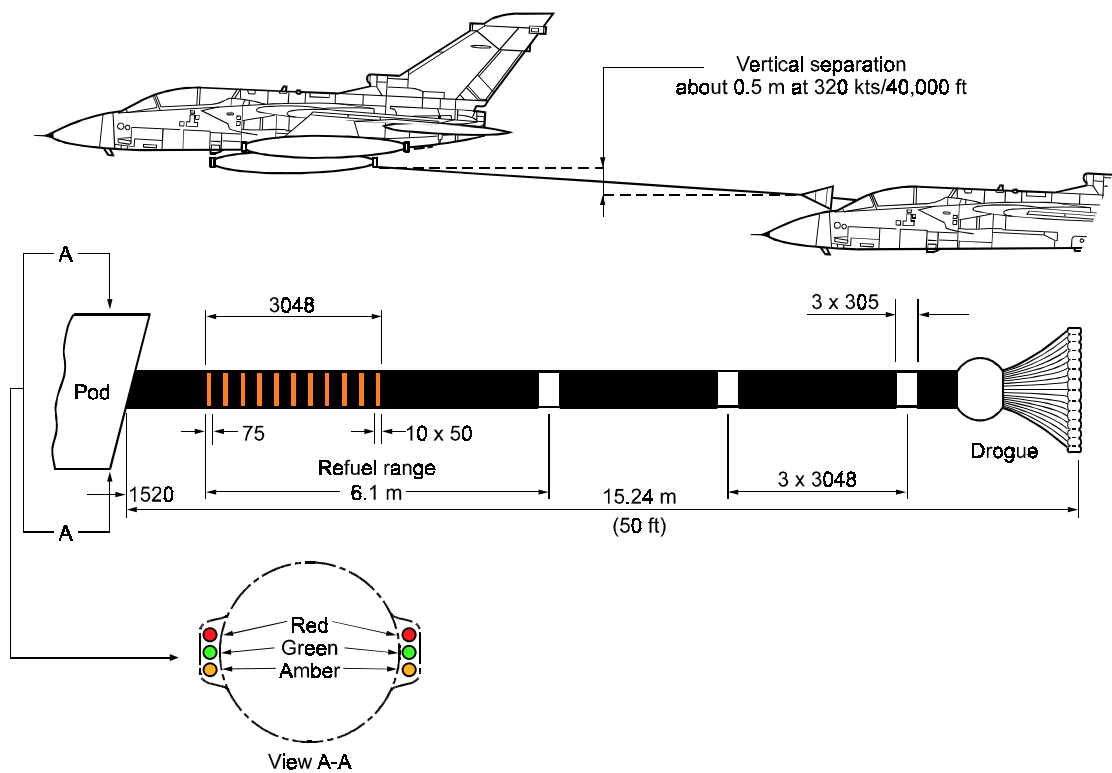 Vertical separation
about 0.5 m at 320 kts/40,000 ft
A
3048
3 x 305
Pod
75
10 x 50
Drogue
Refuel range
1520
6.1 m
3 x 3048
15.24 m
(50 ft)
A
Red
Green
Amber
View A-A